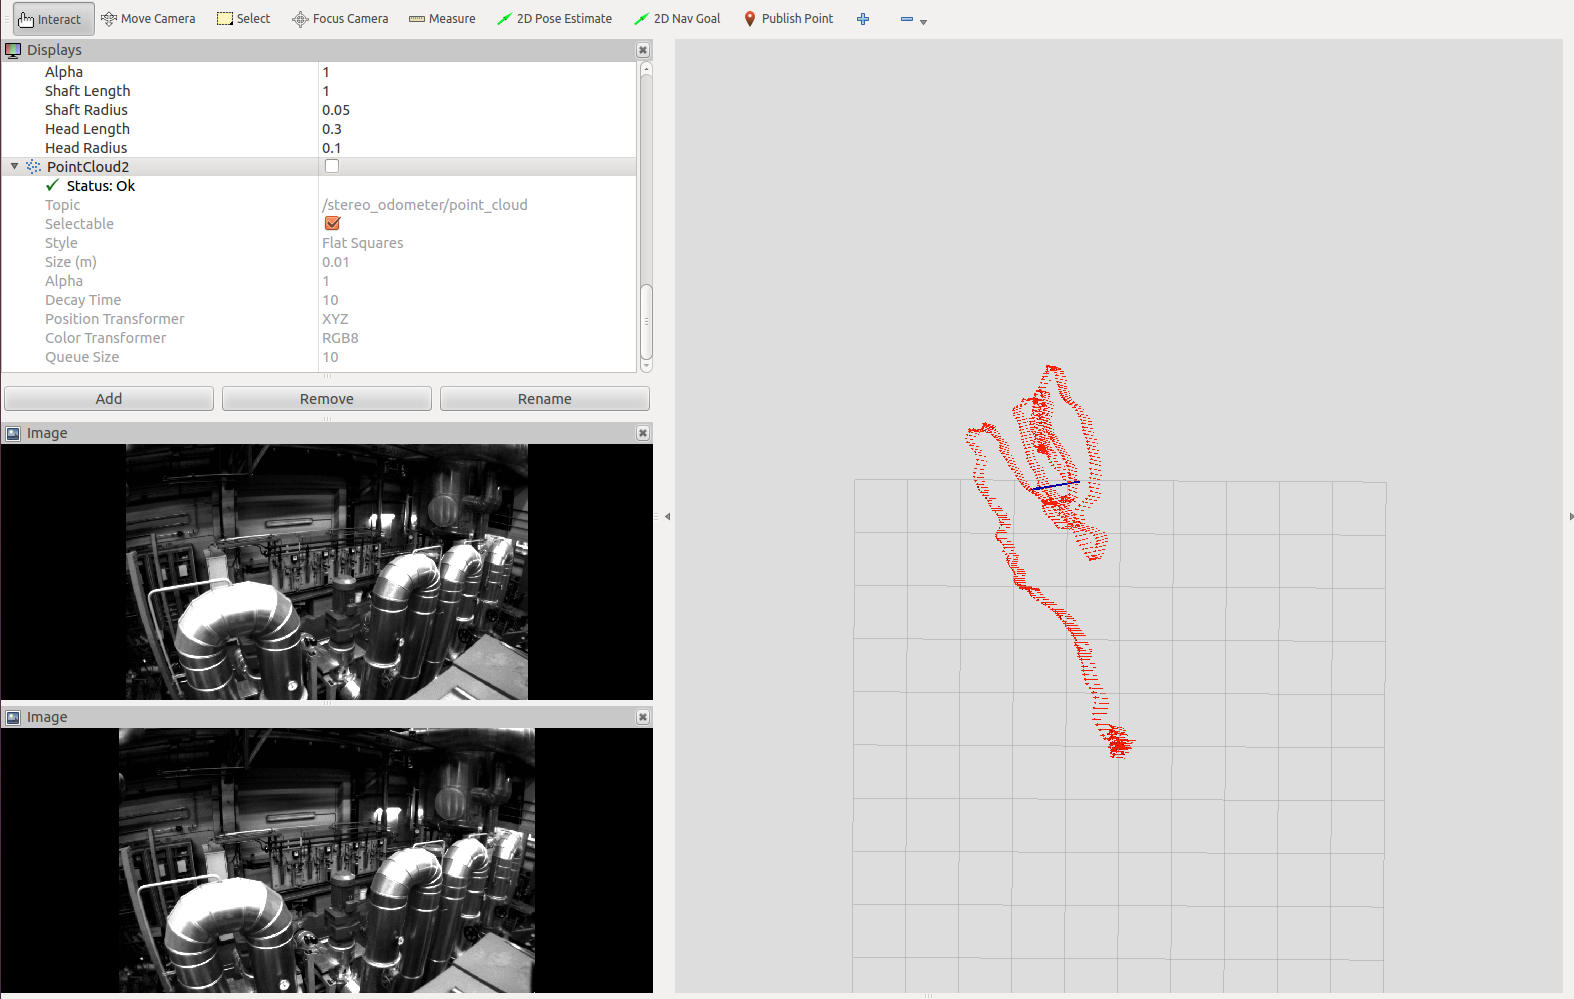 Interact Move Camera Select Focus Camera Measure 2D Pose Estimate 2D Nav Goal Publish Point
Displays
Alpha 1
Shaft Length 1
Shaft Radius 0.05
Head Length 0.3
Head Radius 0.1
PointCloud2
Status: Ok
Topic /stereo_odometer/point_cloud
Selectable
Style Flat Squares
Size (m) 0.01
Alpha 1
Decay Time 10
Position Transformer XYZ
Color Transformer RGB8
Queue Size 10
Add Remove Rename
Image
Image